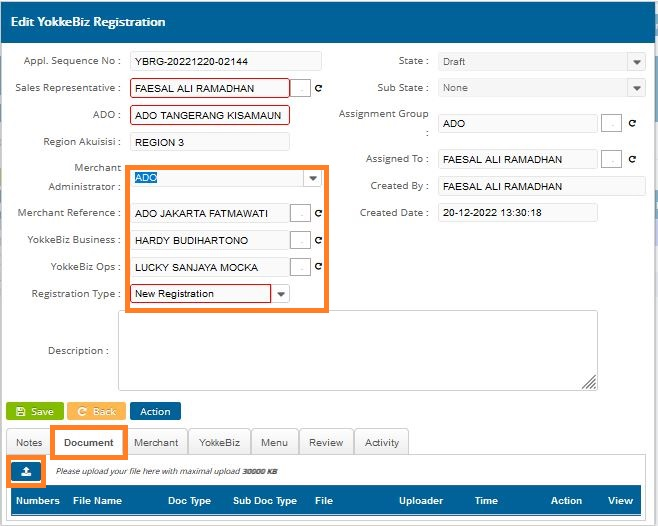 Edit YokkeBiz Registration
Appl. Sequence No : YBRG-20221220-02144
State : Draft
Sales Representative : FAESAL ALI RAMADHAN
Sub State : None
ADO : ADO TANGERANG KISAMAUN
Assignment Group : ADO
Region Akuisisi : REGION 3
Assigned To : FAESAL ALI RAMADHAN
Merchant Administrator : ADO
Created By : FAESAL ALI RAMADHAN
Merchant Reference : ADO JAKARTA FATMAWATI
Created Date : 20-12-2022 13:30:18
YokkeBiz Business : HARDY BUDIHARTONO
YokkeBiz Ops : LUCKY SANJAYA MOCKA
Registration Type : New Registration
Description :
Save Back Action
Notes Document Merchant YokkeBiz Menu Review Activity
Please upload your file here with maximal upload 30000 KB
Numbers File Name Doc Type Sub Doc Type File Uploader Time Action View